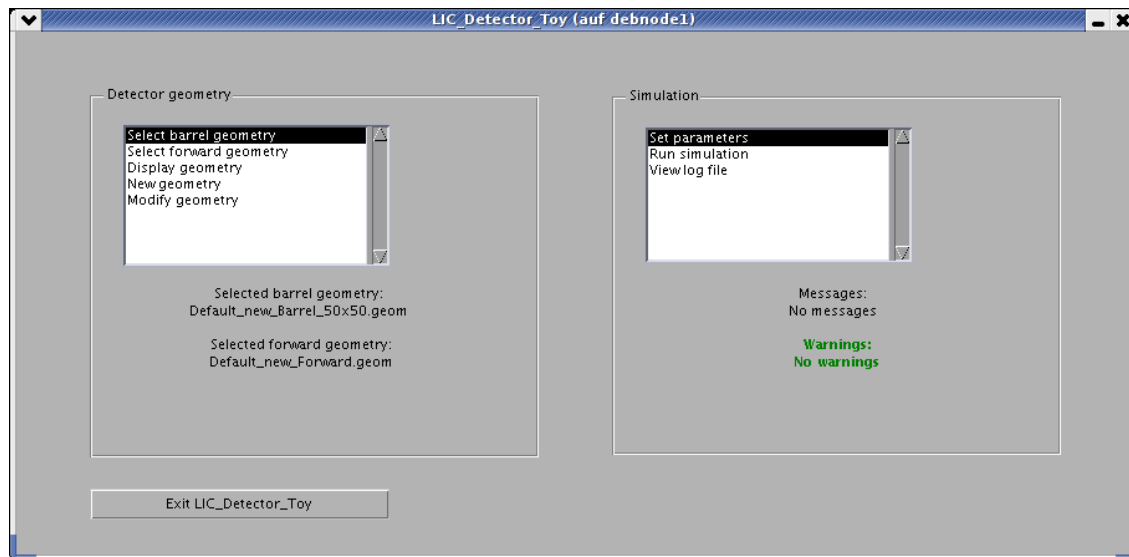 LIC_Detector_Toy (auf debnode1)
Detector geometry
Select barrel geometry
Select forward geometry
Display geometry
New geometry
Modify geometry
Selected barrel geometry:
Default_new_Barrel_50x50.geom
Selected forward geometry:
Default_new_Forward.geom
Simulation
Set parameters
Run simulation
View log file
Messages:
No messages
Warnings:
No warnings
Exit LIC_Detector_Toy